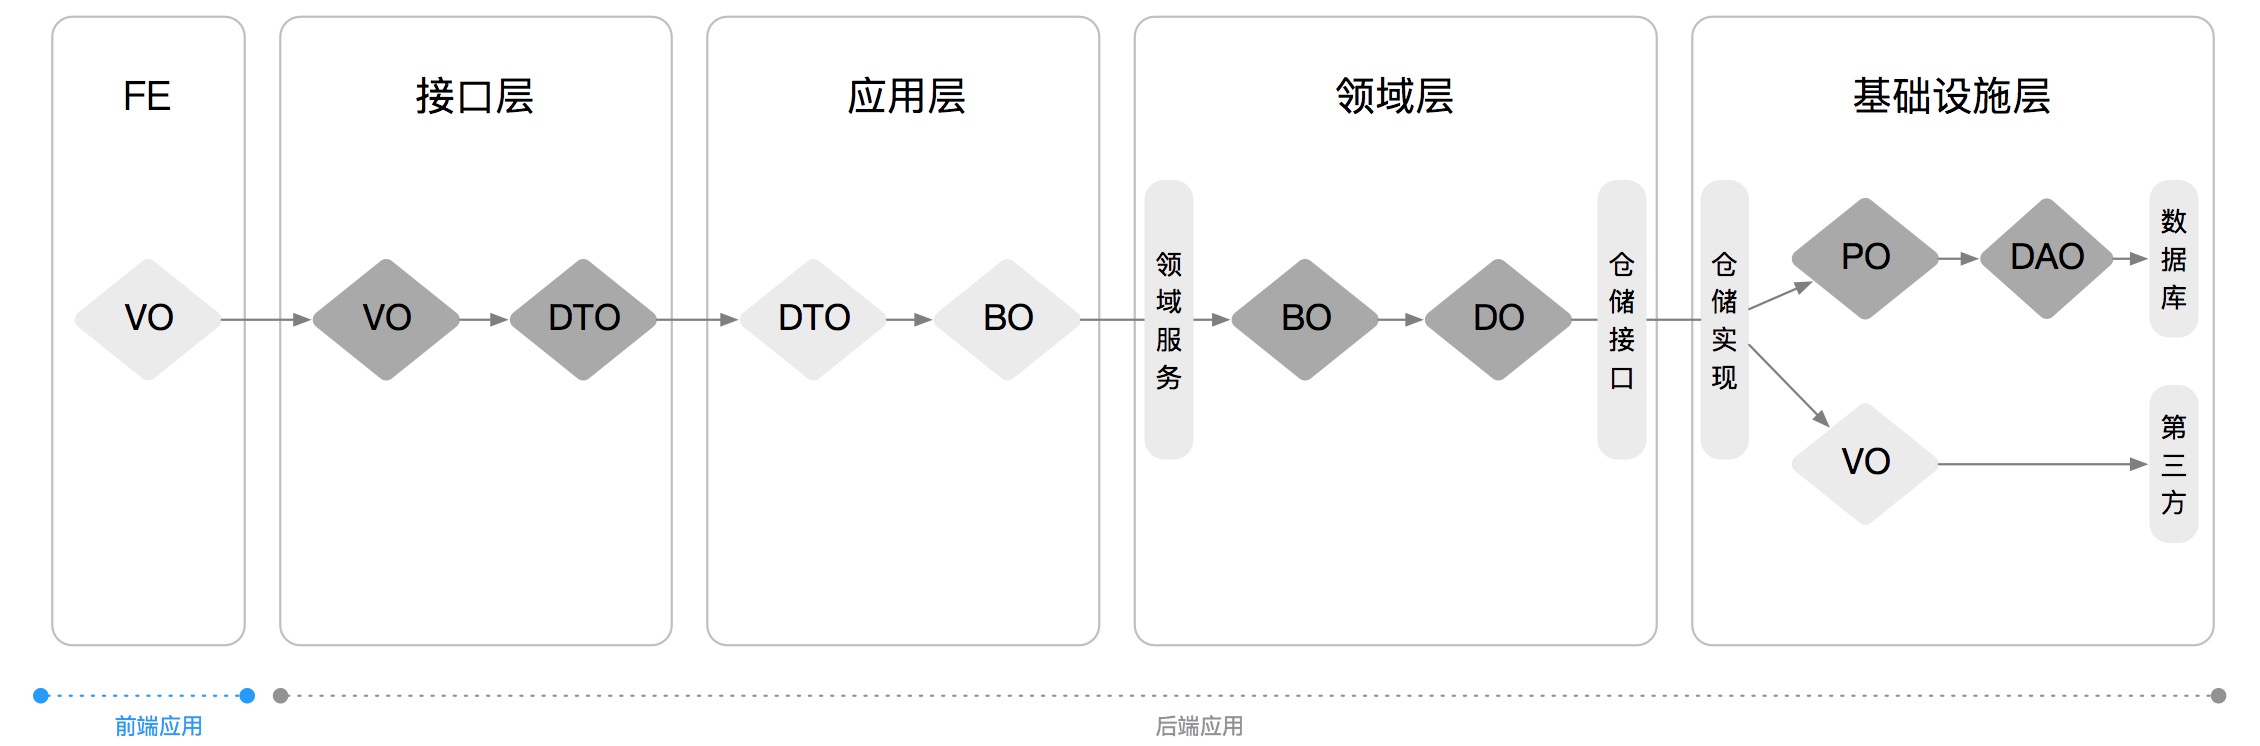 FE
接口层
应用层
领域层
基础设施层
VO
VO
DTO
DTO
BO
领域服务
BO
DO
仓储接口
仓储实现
PO
DAO
数据库
VO
第三方
前端应用
后端应用